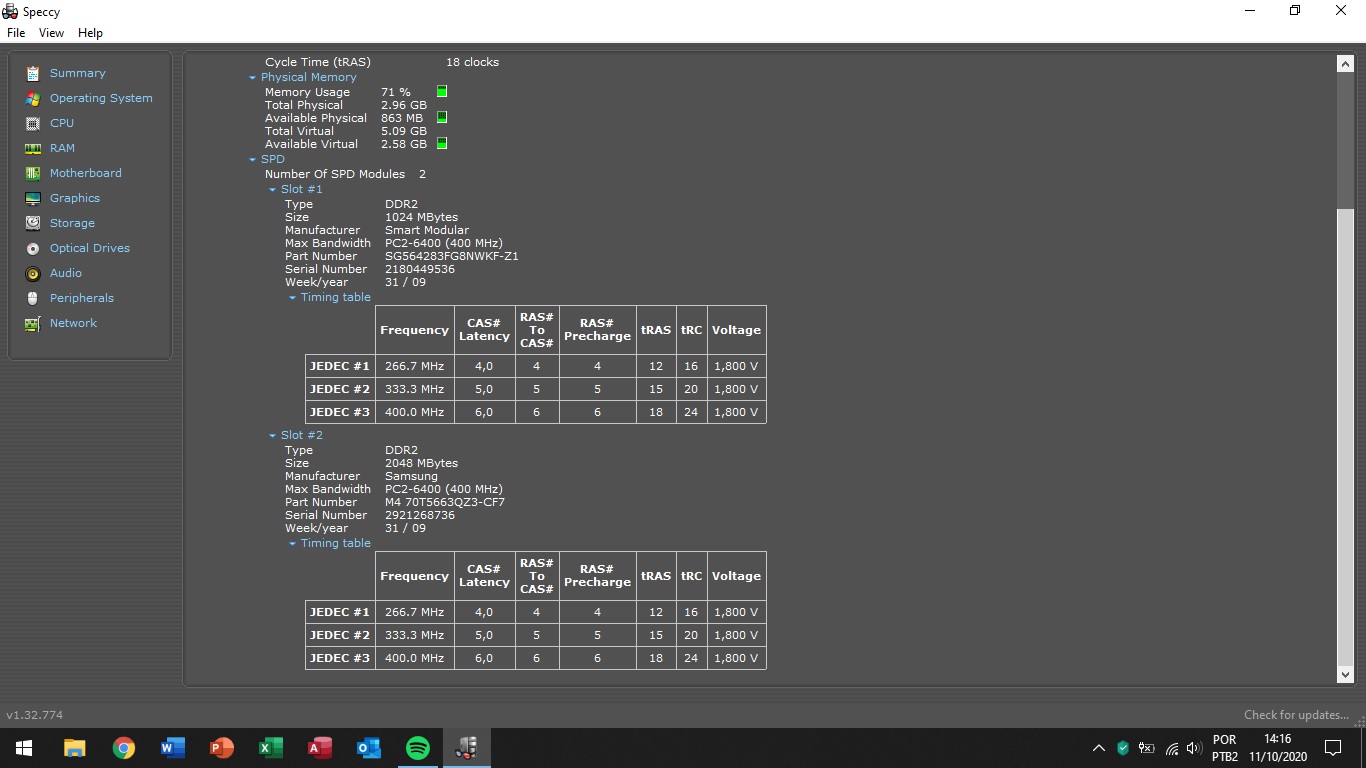 Speccy
File View Help
Summary
Operating System
CPU
RAM
Motherboard
Graphics
Storage
Optical Drives
Audio
Peripherals
Network
Cycle Time (tRAS) 18 clocks
Physical Memory
Memory Usage 71 %
Total Physical 2.96 GB
Available Physical 863 MB
Total Virtual 5.09 GB
Available Virtual 2.58 GB
SPD
Number Of SPD Modules 2
Slot #1
Type DDR2
Size 1024 MBytes
Manufacturer Smart Modular
Max Bandwidth PC2-6400 (400 MHz)
Part Number SG564283FG8NWKF-Z1
Serial Number 2180449536
Week/year 31 / 09
Timing table
Frequency CAS# Latency RAS# To CAS# RAS# Precharge tRAS tRC Voltage
JEDEC #1 266.7 MHz 4,0 4 4 12 16 1,800 V
JEDEC #2 333.3 MHz 5,0 5 5 15 20 1,800 V
JEDEC #3 400.0 MHz 6,0 6 6 18 24 1,800 V
Slot #2
Type DDR2
Size 2048 MBytes
Manufacturer Samsung
Max Bandwidth PC2-6400 (400 MHz)
Part Number M4 70T5663QZ3-CF7
Serial Number 2921268736
Week/year 31 / 09
Timing table
Frequency CAS# Latency RAS# To CAS# RAS# Precharge tRAS tRC Voltage
JEDEC #1 266.7 MHz 4,0 4 4 12 16 1,800 V
JEDEC #2 333.3 MHz 5,0 5 5 15 20 1,800 V
JEDEC #3 400.0 MHz 6,0 6 6 18 24 1,800 V
v1.32.774 Check for updates...
POR 14:16
PTB2 11/10/2020